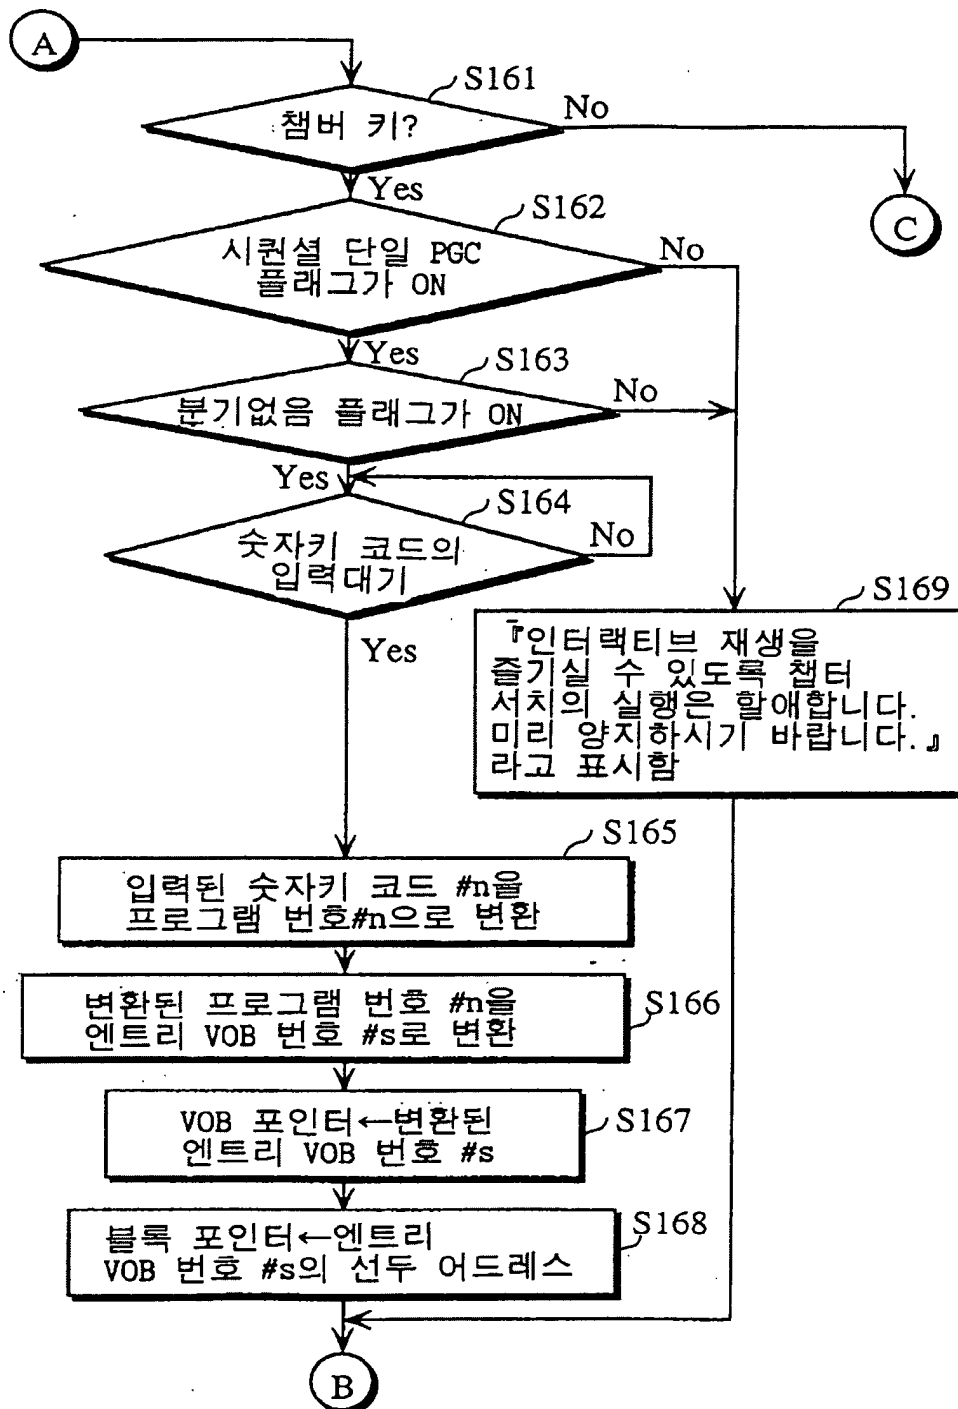 A
S161
챔버 키?
No
Yes
C
S162
시퀀셜 단일 PGC
플래그가 ON
No
Yes
S163
분기없음 플래그가 ON
No
Yes
S164
숫자키 코드의
입력대기
No
Yes
S169
『인터랙티브 재생을
즐기실 수 있도록 챕터
서치의 실행은 할애합니다.
미리 양지하시기 바랍니다.』
라고 표시함
S165
입력된 숫자키 코드 #n을
프로그램 번호#n으로 변환
변환된 프로그램 번호 #n을
엔트리 VOB 번호 #s로 변환
S166
VOB 포인터←변환된
엔트리 VOB 번호 #s
S167
블록 포인터←엔트리
VOB 번호 #s의 선두 어드레스
S168
B